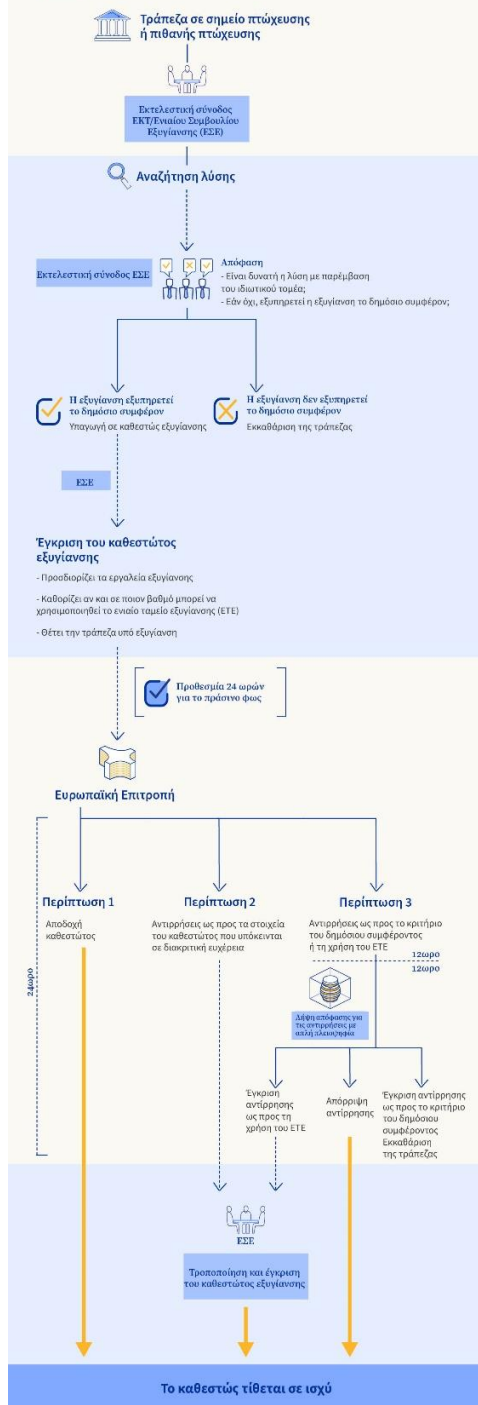 Τράπεζα σε σημείο πτώχευσης
ή πιθανής πτώχευσης
Εκτελεστική σύνοδος
ΕΚΤ/Ενιαίου Συμβουλίου
Εξυγίανσης (ΕΣΕ)
Αναζήτηση λύσης
Εκτελεστική σύνοδος ΕΣΕ
Απόφαση
- Είναι δυνατή η λύση με παρέμβαση
του ιδιωτικού τομέα;
- Εάν όχι, εξυπηρετεί η εξυγίανση το δημόσιο συμφέρον;
Η εξυγίανση εξυπηρετεί
το δημόσιο συμφέρον
Υπαγωγή σε καθεστώς εξυγίανσης
Η εξυγίανση δεν εξυπηρετεί
το δημόσιο συμφέρον
Εκκαθάριση της τράπεζας
ΕΣΕ
Έγκριση του καθεστώτος
εξυγίανσης
- Προσδιορίζει τα εργαλεία εξυγίανσης
- Καθορίζει αν και σε ποιον βαθμό μπορεί να
χρησιμοποιηθεί το ενιαίο ταμείο εξυγίανσης (ΕΤΕ)
- Θέτει την τράπεζα υπό εξυγίανση
Προθεσμία 24 ωρών
για το πράσινο φως
Ευρωπαϊκή Επιτροπή
24ωρο
Περίπτωση 1
Αποδοχή
καθεστώτος
Περίπτωση 2
Αντιρρήσεις ως προς τα στοιχεία
του καθεστώτος που υπόκεινται
σε διακριτική ευχέρεια
Περίπτωση 3
Αντιρρήσεις ως προς το κριτήριο
του δημόσιου συμφέροντος
ή τη χρήση του ΕΤΕ
12ωρο
12ωρο
Λήψη απόφασης για
τις αντιρρήσεις με
απλή πλειοψηφία
Έγκριση
αντίρρησης
ως προς τη
χρήση του ΕΤΕ
Απόρριψη
αντίρρησης
Έγκριση αντίρρησης
ως προς το κριτήριο
του δημόσιου
συμφέροντος
Εκκαθάριση
της τράπεζας
ΕΣΕ
Τροποποίηση και έγκριση
του καθεστώτος εξυγίανσης
Το καθεστώς τίθεται σε ισχύ